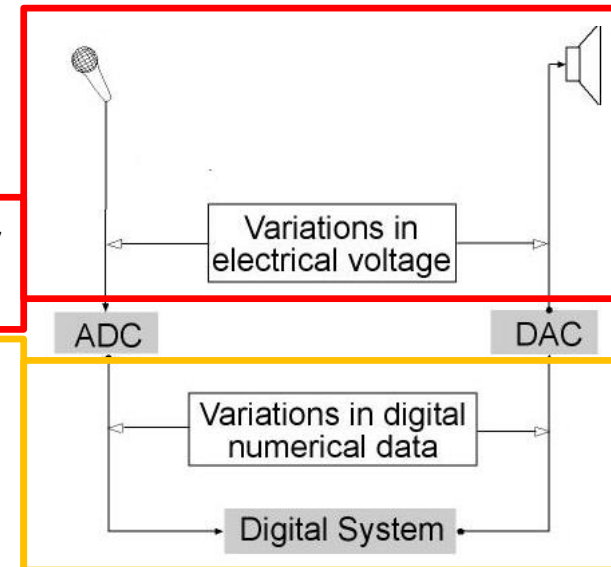 Variations in
electrical voltage
ADC
DAC
Variations in digital
numerical data
Digital System